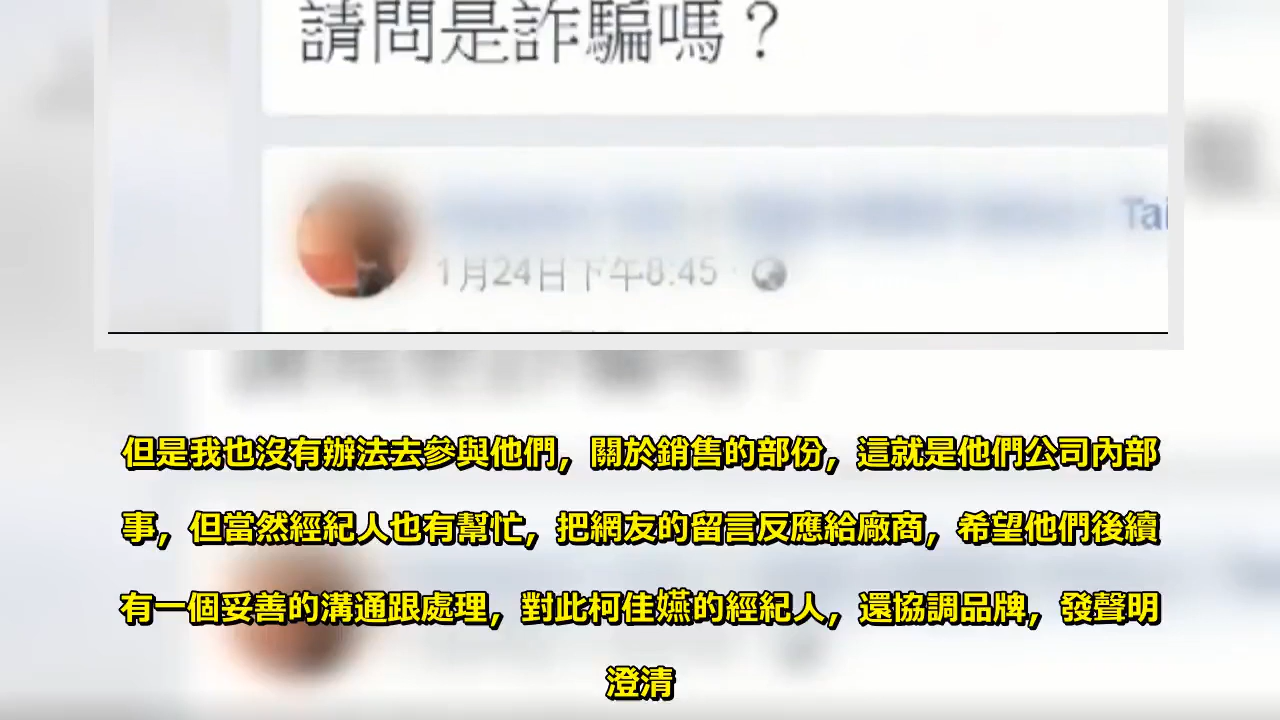 請問是詐騙嗎？
Tai
1月24日下午8:45
但是我也沒有辦法去參與他們，關於銷售的部份，這就是他們公司內部
事，但當然經紀人也有幫忙，把網友的留言反應給廠商，希望他們後續
有一個妥善的溝通跟處理，對此柯佳嬿的經紀人，還協調品牌，發聲明
澄清